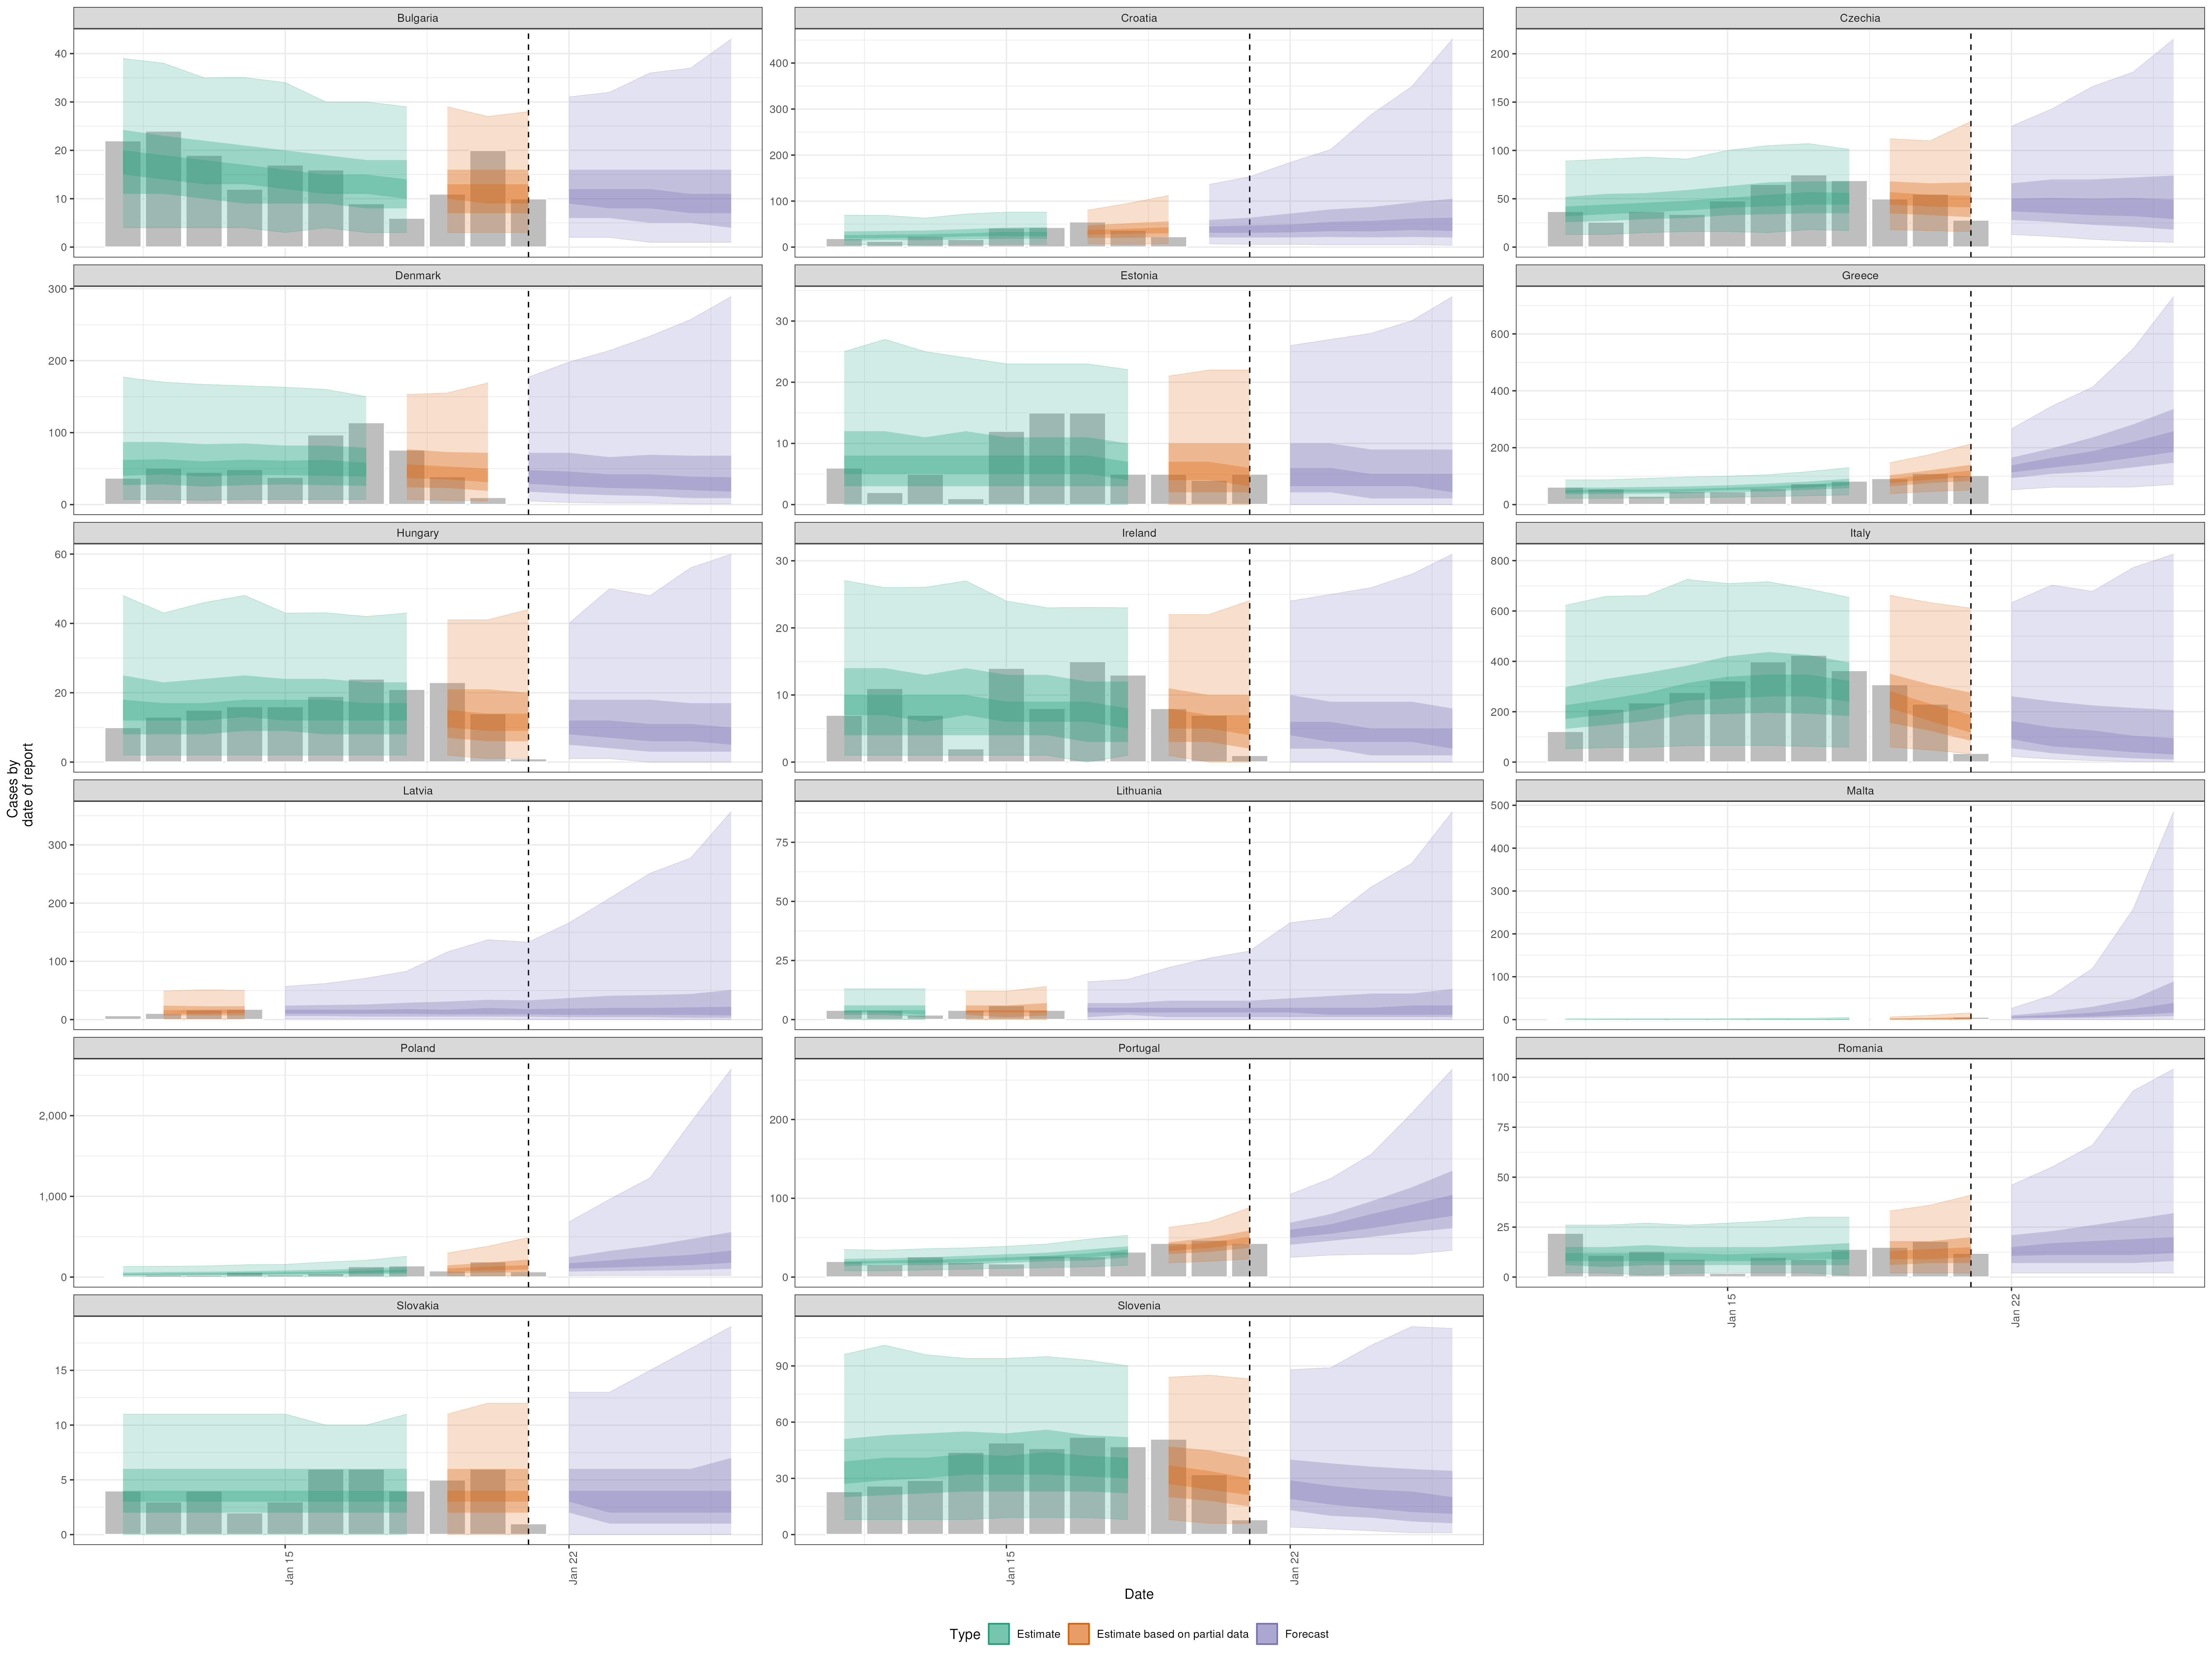 Bulgaria
Croatia
Czechia
40
30
20
10
0
400
300
200
100
0
200
150
100
50
0
Denmark
Estonia
Greece
300
200
100
0
30
20
10
0
600
400
200
0
Hungary
Ireland
Italy
60
40
20
0
30
20
10
0
800
600
400
200
0
Cases by
date of report
Latvia
Lithuania
Malta
300
200
100
0
75
50
25
0
500
400
300
200
100
0
Poland
Portugal
Romania
2,000
1,000
0
200
100
0
100
75
50
25
0
Jan 15
Jan 22
Slovakia
Slovenia
15
10
5
0
90
60
30
0
Jan 15
Jan 22
Jan 15
Jan 22
Date
Type Estimate Estimate based on partial data Forecast